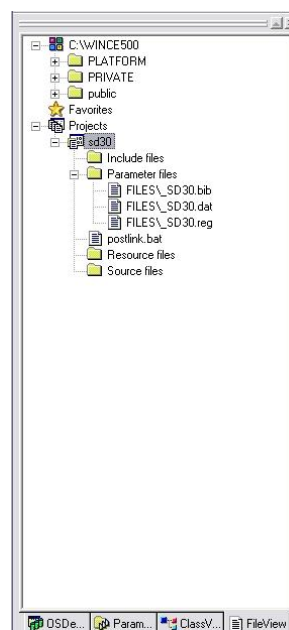 C:\WINCE500
PLATFORM
PRIVATE
public
Favorites
Projects
sd30
Include files
Parameter files
FILES\_SD30.bib
FILES\_SD30.dat
FILES\_SD30.reg
postlink.bat
Resource files
Source files
OSDe... Param... ClassV... FileView